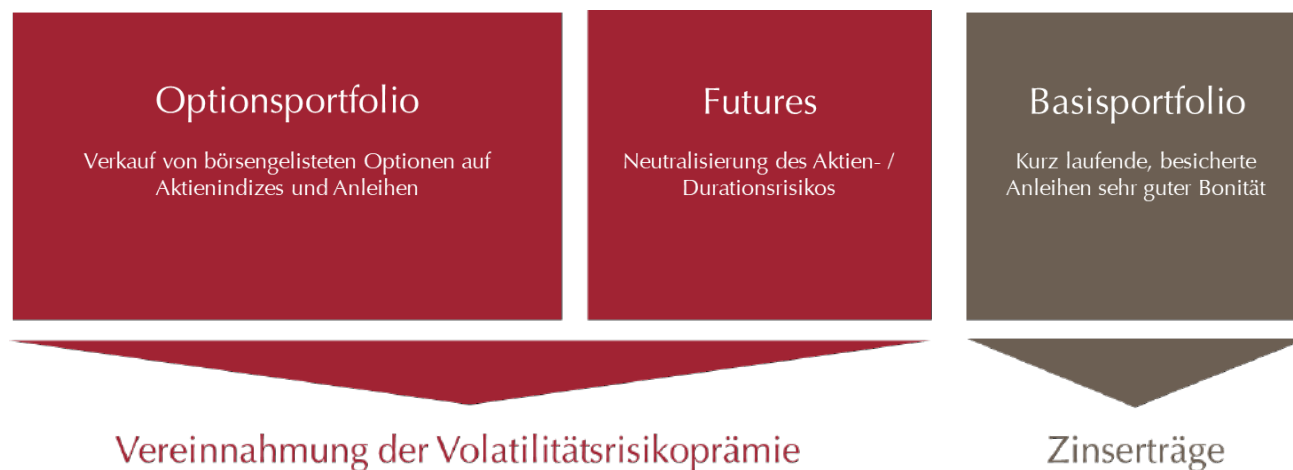 Optionsportfolio
Verkauf von börsengelisteten Optionen auf
Aktienindizes und Anleihen
Futures
Neutralisierung des Aktien- /
Durationsrisikos
Basisportfolio
Kurz laufende, besicherte
Anleihen sehr guter Bonität
Vereinnahmung der Volatilitätsrisikoprämie
Zinserträge